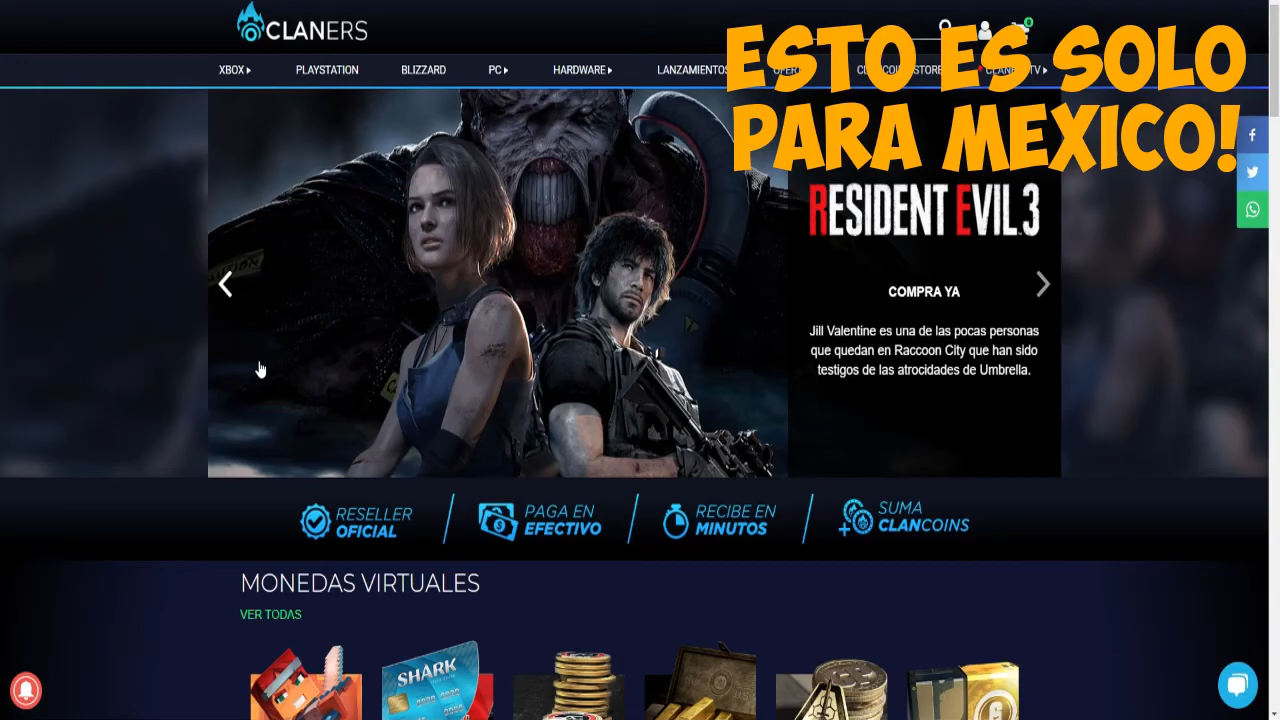 CLANERS
0
ESTO ES SOLO
PARA MEXICO!
XBOX PLAYSTATION BLIZZARD PC HARDWARE LANZAMIENTOS
RESIDENT EVIL 3
COMPRA YA
Jill Valentine es una de las pocas personas
que quedan en Raccoon City que han sido
testigos de las atrocidades de Umbrella.
RESELLER
OFICIAL
PAGA EN
EFECTIVO
RECIBE EN
MINUTOS
SUMA
CLANCOINS
MONEDAS VIRTUALES
VER TODAS
SHARK